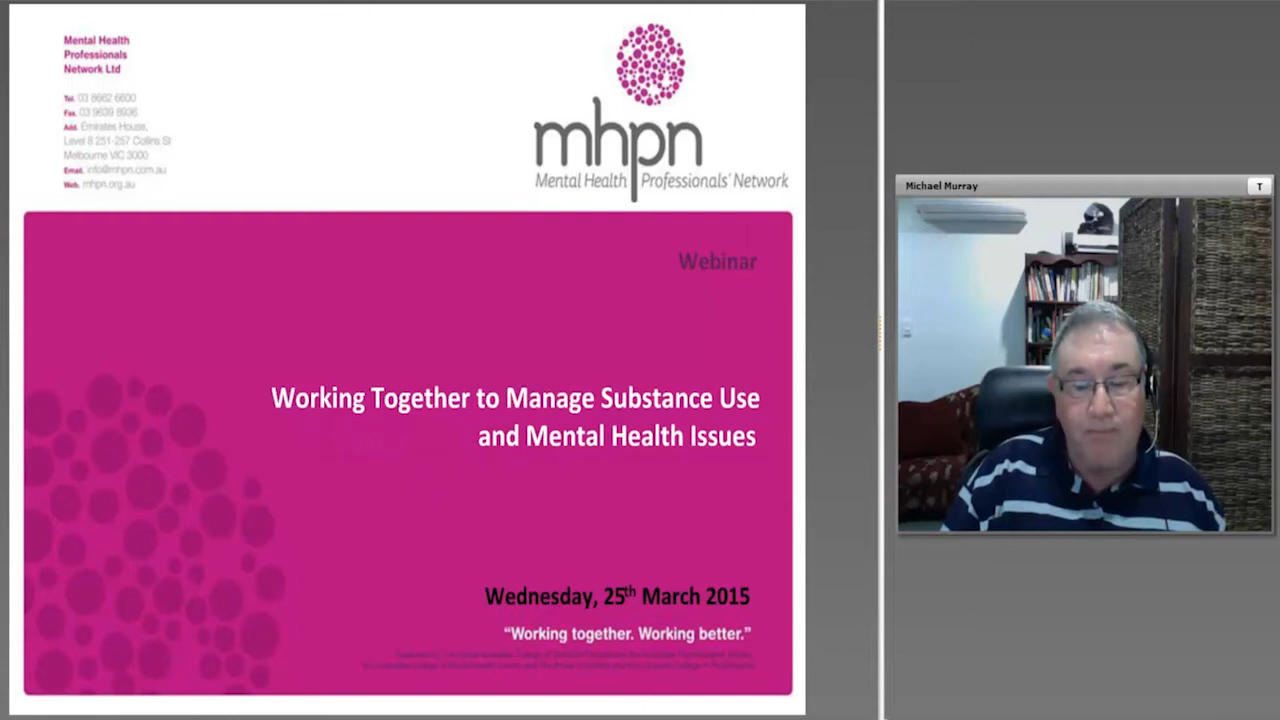 Mental Health
Professionals
Network Ltd
Tel. 03 8662 6600
Fax. 03 9639 8936
Add. Emirates House,
Level 8 251-257 Collins St
Melbourne VIC 3000
Email. info@mhpn.com.au
Web. mhpn.org.au
mhpn
Mental Health Professionals' Network
Webinar
Working Together to Manage Substance Use
and Mental Health Issues
Wednesday, 25th March 2015
“Working together. Working better.”
Michael Murray
T